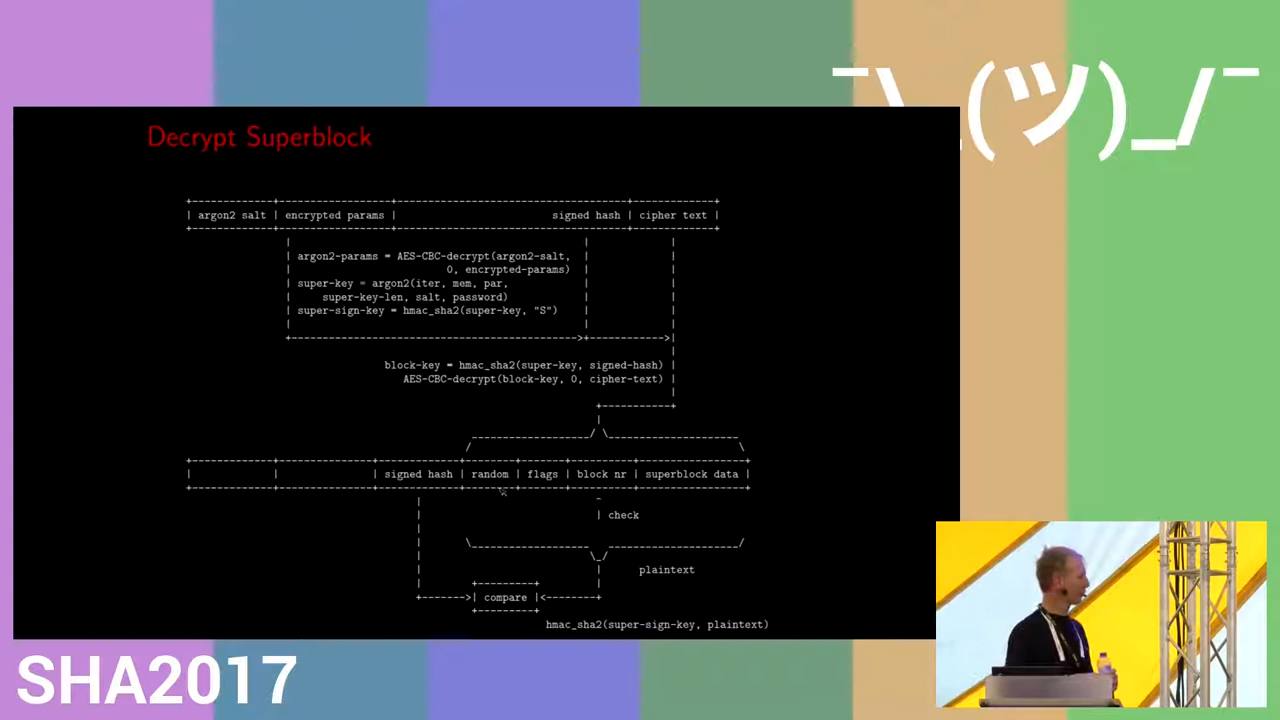 ¯\_(ツ)_/¯
Decrypt Superblock
| argon2 salt | encrypted params | signed hash | cipher text |
argon2-params = AES-CBC-decrypt(argon2-salt,
0, encrypted-params)
super-key = argon2(iter, mem, par,
super-key-len, salt, password)
super-sign-key = hmac_sha2(super-key, "S")
block-key = hmac_sha2(super-key, signed-hash)
AES-CBC-decrypt(block-key, 0, cipher-text)
| signed hash | random | flags | block nr | superblock data |
check
plaintext
compare
hmac_sha2(super-sign-key, plaintext)
SHA2017